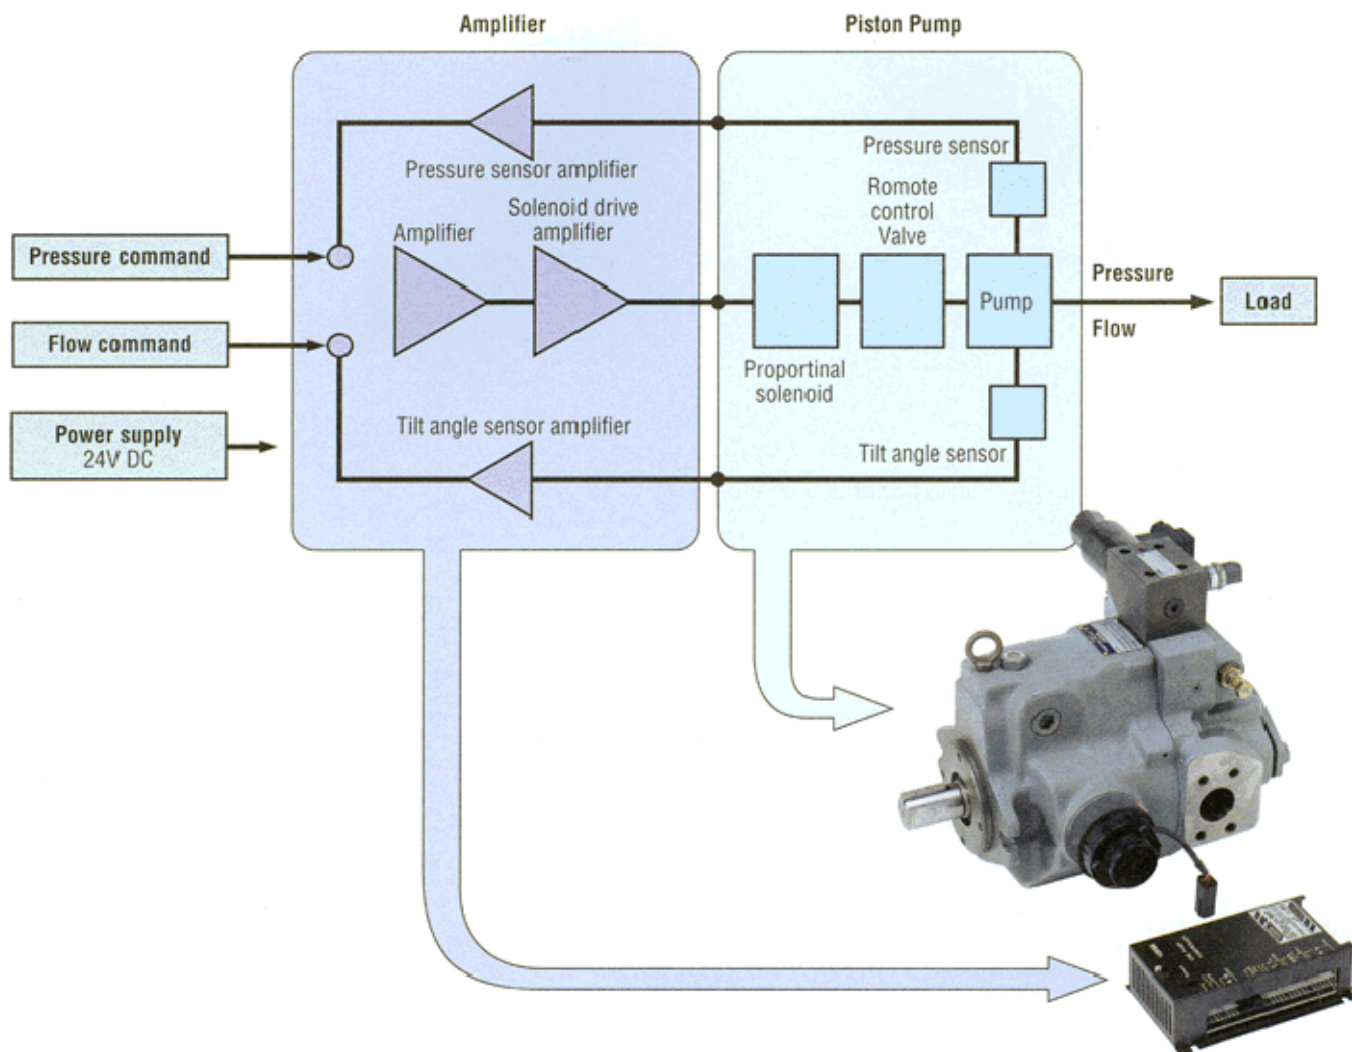 Amplifier
Piston Pump
Pressure sensor
Pressure sensor amplifier
Romote
control
Valve
Solenoid drive
amplifier
Amplifier
Pressure command
Pump
Pressure
Load
Flow
Flow command
Proportinal
solenoid
Tilt angle sensor amplifier
Tilt angle sensor
Power supply
24V DC